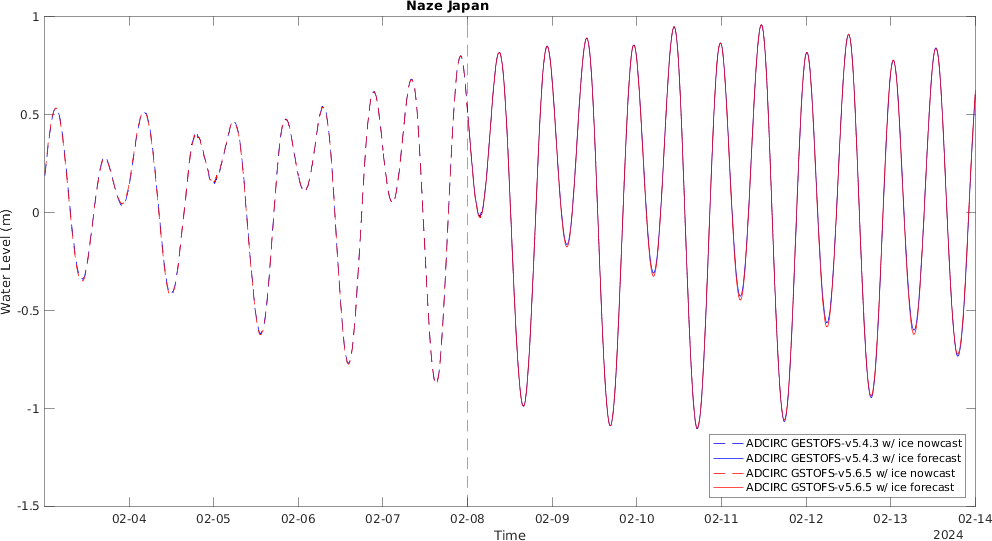 Naze Japan
1
0.5
0
-0.5
-1
-1.5
Water Level (m)
02-04 02-05 02-06 02-07 02-08 02-09 02-10 02-11 02-12 02-13 02-14
Time
2024
ADCIRC GESTOFS-v5.4.3 w/ ice nowcast
ADCIRC GESTOFS-v5.4.3 w/ ice forecast
ADCIRC GSTOFS-v5.6.5 w/ ice nowcast
ADCIRC GSTOFS-v5.6.5 w/ ice forecast